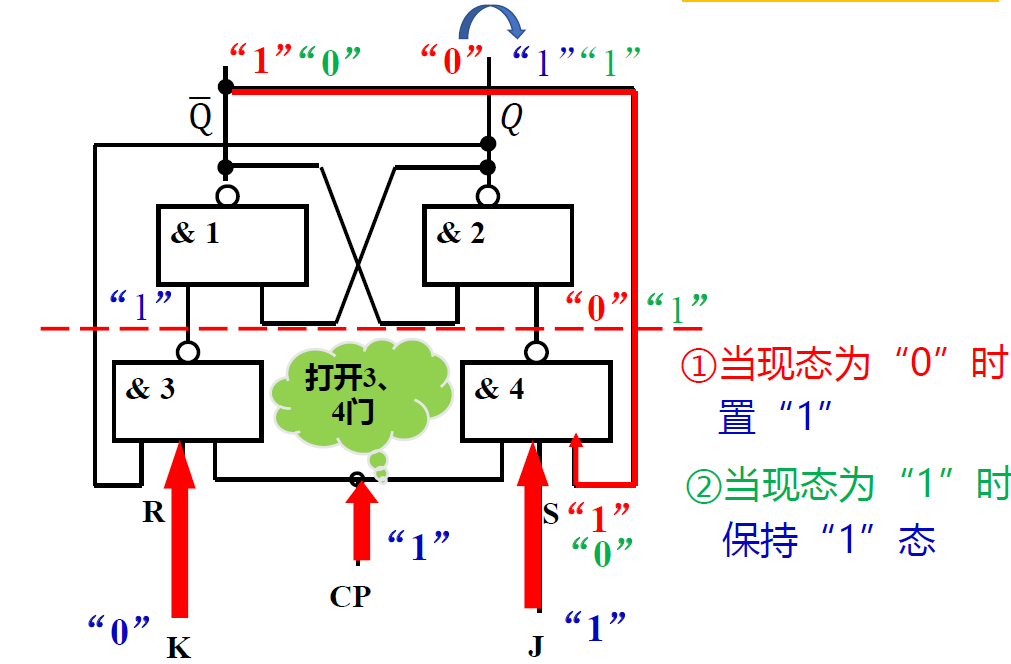 “1”“0” “0” “1”“1”
Q̅ Q
& 1 & 2
“1” “0” “1”
& 3 打开3、 & 4
4门
①当现态为“0”时
置“1”
②当现态为“1”时
保持“1”态
R S “1”
“1” “0”
CP
“0” “1”
K J